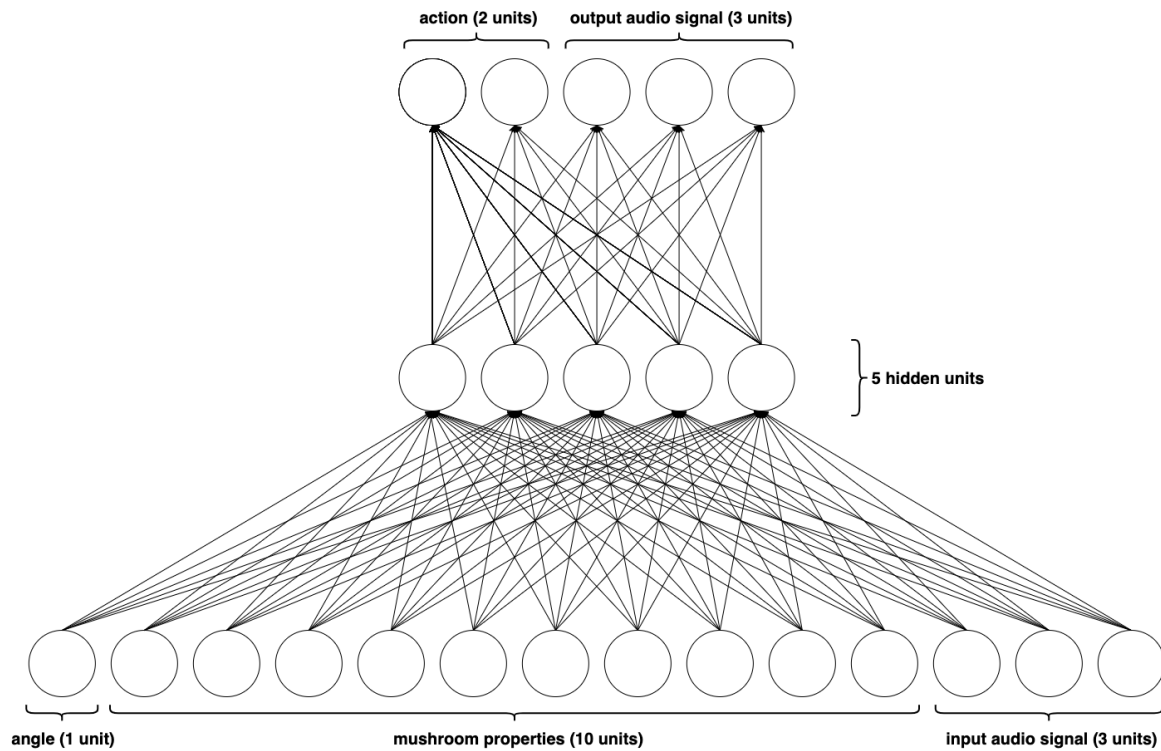 action (2 units)
output audio signal (3 units)
5 hidden units
angle (1 unit)
mushroom properties (10 units)
input audio signal (3 units)